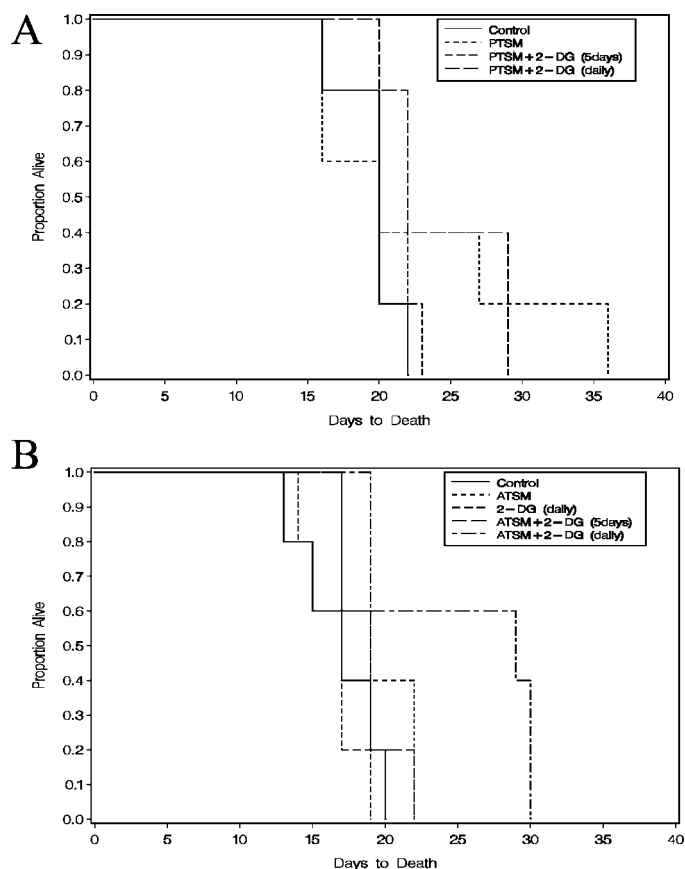 A
1.0
0.9
0.8
0.7
0.6
0.5
0.4
0.3
0.2
0.1
0.0
Proportion Alive
Control
PTSM
PTSM+2-DG (5days)
PTSM+2-DG (daily)
0 5 10 15 20 25 30 35 40
Days to Death
B
1.0
0.9
0.8
0.7
0.6
0.5
0.4
0.3
0.2
0.1
0.0
Proportion Alive
Control
ATSM
2-DG (daily)
ATSM+2-DG (5days)
ATSM+2-DG (daily)
0 5 10 15 20 25 30 35 40
Days to Death